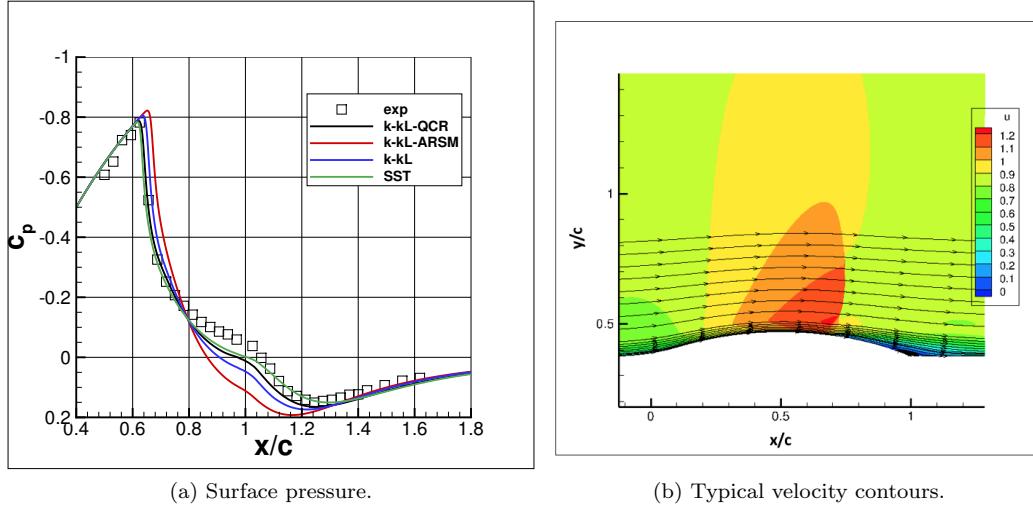 -1
-0.8
-0.6
-0.4
-0.2
0
0.2
0.4 0.6 0.8 1 1.2 1.4 1.6 1.8
x/c
cp
exp
k-kL-QCR
k-kL-ARSM
k-kL
SST
(a) Surface pressure.
1
0.5
0 0.5 1
x/c
y/c
u
1.2
1.1
1
0.9
0.8
0.7
0.6
0.5
0.4
0.3
0.2
0.1
0
(b) Typical velocity contours.